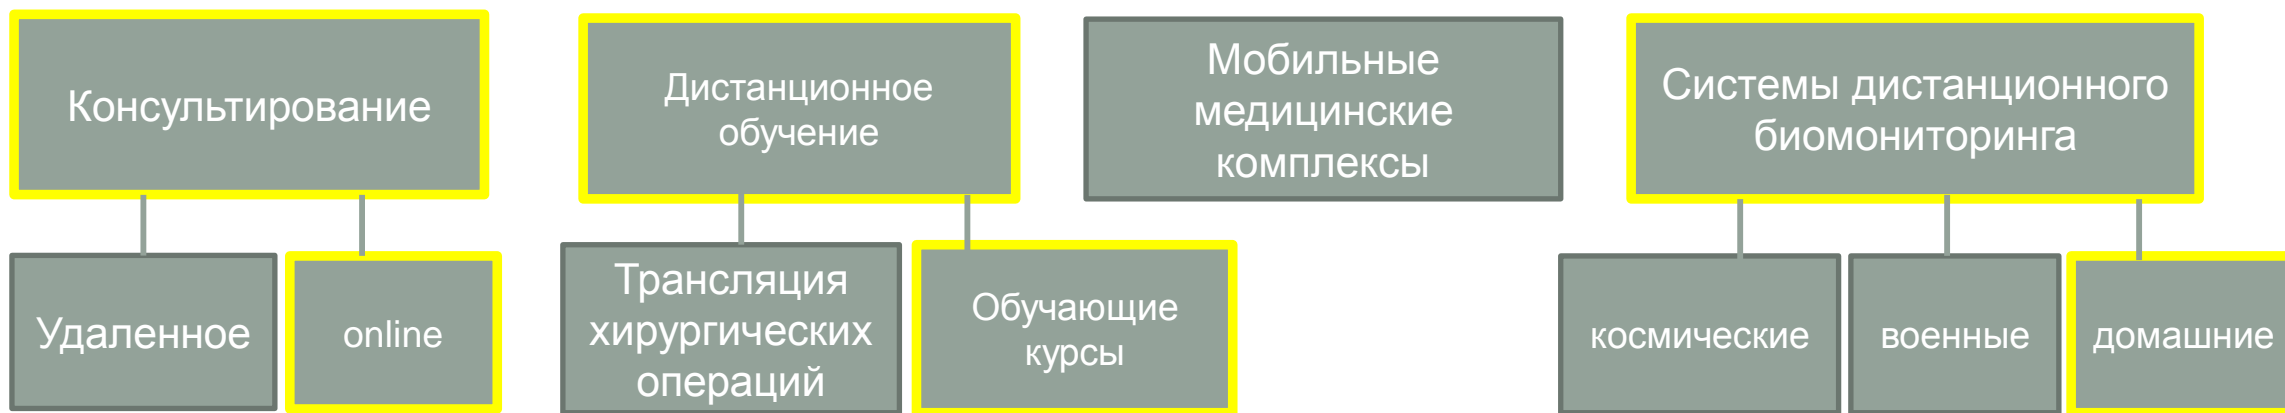 Консультирование
Дистанционное
обучение
Мобильные
медицинские
комплексы
Системы дистанционного
биомониторинга
Удаленное
online
Трансляция
хирургических
операций
Обучающие
курсы
космические
военные
домашние